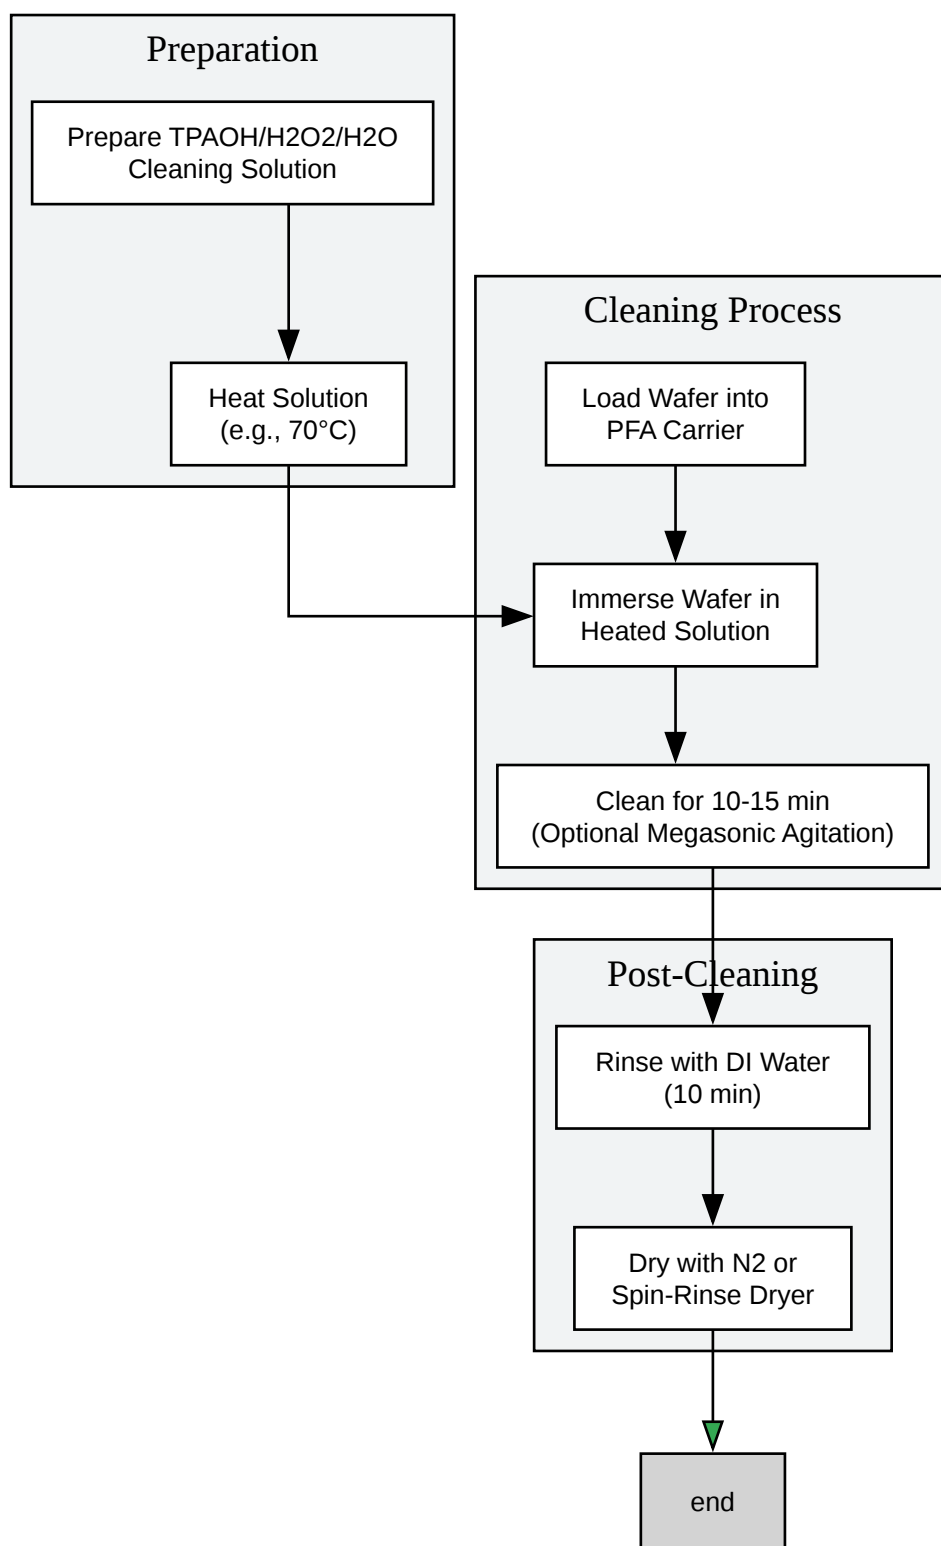 Preparation
Prepare TPAOH/H2O2/H2O
Cleaning Solution
Heat Solution
(e.g., 70°C)
Cleaning Process
Load Wafer into
PFA Carrier
Immerse Wafer in
Heated Solution
Clean for 10-15 min
(Optional Megasonic Agitation)
Post-Cleaning
Rinse with DI Water
(10 min)
Dry with N2 or
Spin-Rinse Dryer
end